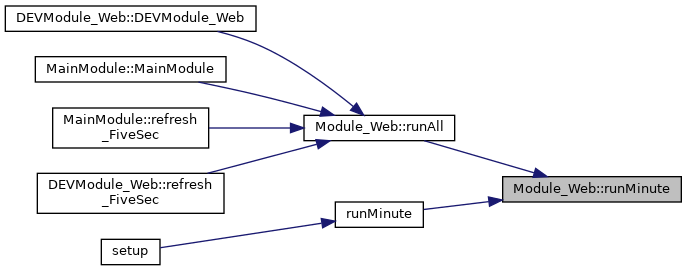 DEVModule_Web::DEVModule_Web
MainModule::MainModule
MainModule::refresh
_FiveSec
DEVModule_Web::refresh
_FiveSec
setup
Module_Web::runAll
runMinute
Module_Web::runMinute